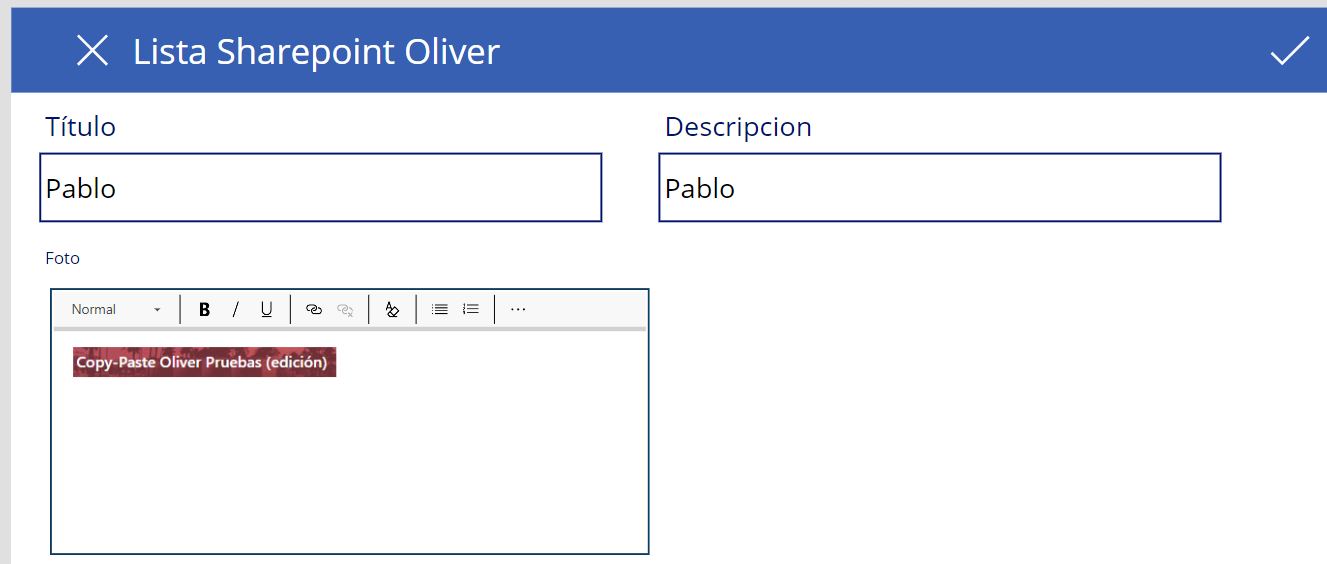 Lista Sharepoint Oliver
Título
Descripcion
Pablo
Pablo
Foto
Normal B / U
Copy-Paste Oliver Pruebas (edición)